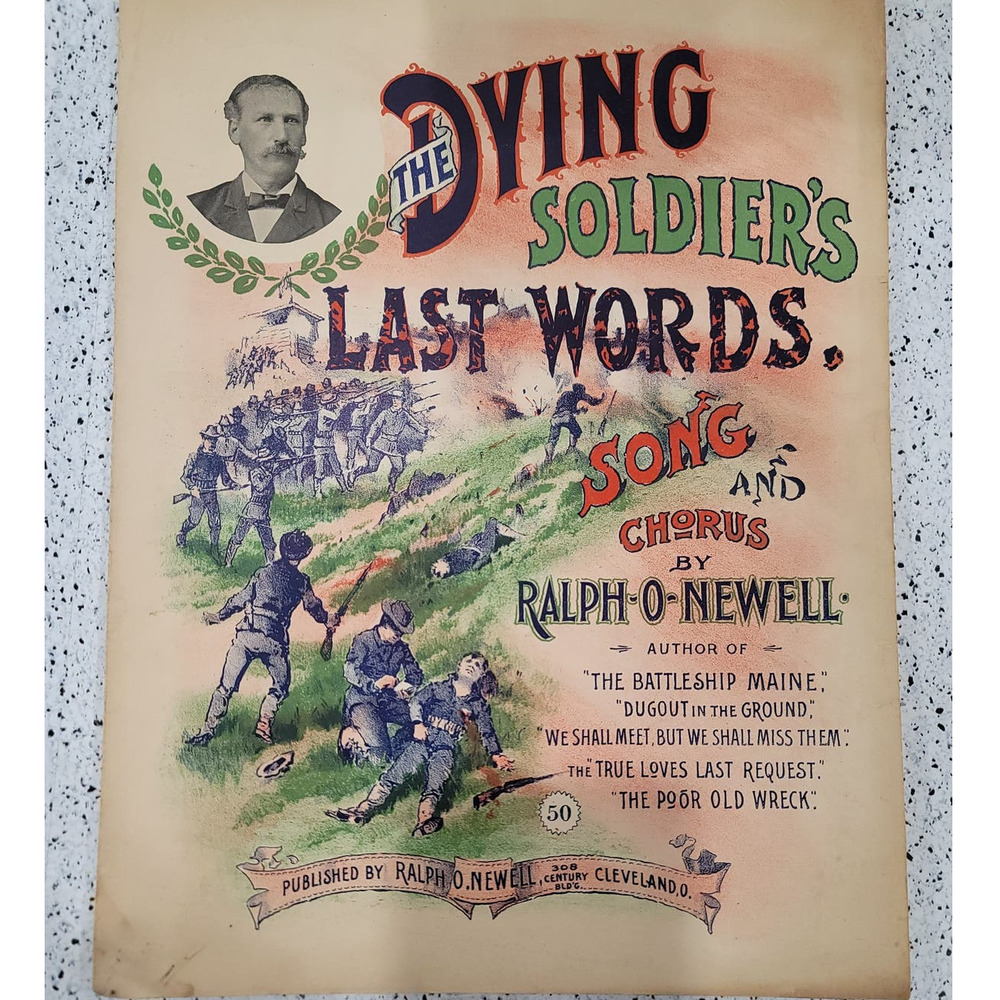 THE DYING
SOLDIER'S
LAST WORDS.
SONG
AND
CHORUS
BY
RALPH-O-NEWELL.
AUTHOR OF
"THE BATTLESHIP MAINE",
"DUGOUT IN THE GROUND",
"WE SHALL MEET, BUT WE SHALL MISS THEM".
THE "TRUE LOVES LAST REQUEST."
"THE POOR OLD WRECK".
50
PUBLISHED BY RALPH O. NEWELL, 308 CENTURY BLD'G. CLEVELAND, O.